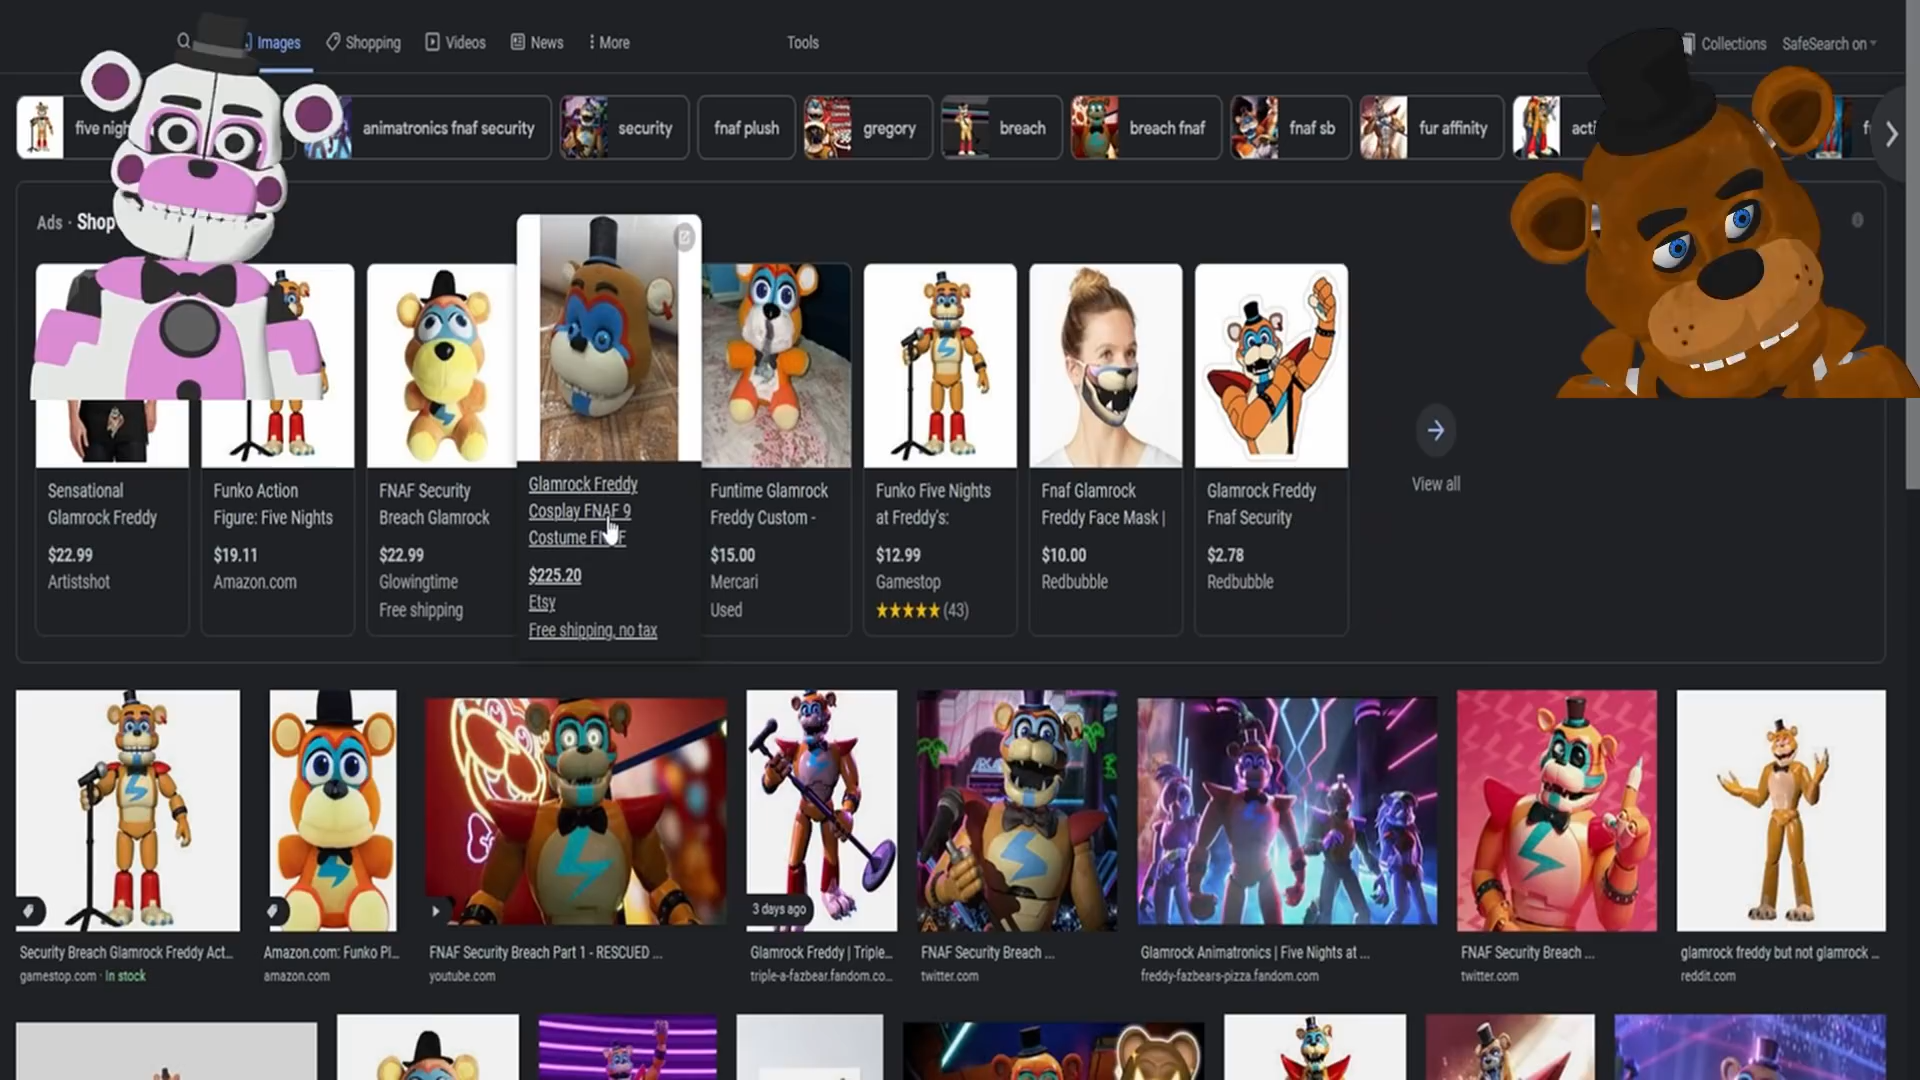 Images
Shopping
Videos
News
More
Tools
Collections
SafeSearch on
five nigh
animatronics fnaf security
security
fnaf plush
gregory
breach
breach fnaf
fnaf sb
fur affinity
acti
f
Ads · Shop
Sensational
Glamrock Freddy
$22.99
Artistshot
Funko Action
Figure: Five Nights
$19.11
Amazon.com
FNAF Security
Breach Glamrock
$22.99
Glowingtime
Free shipping
Glamrock Freddy
Cosplay FNAF 9
Costume
$225.20
Etsy
Free shipping, no tax
Funtime Glamrock
Freddy Custom -
$15.00
Mercari
Used
Funko Five Nights
at Freddy's:
$12.99
Gamestop
★★★★★ (43)
Fnaf Glamrock
Freddy Face Mask |
$10.00
Redbubble
Glamrock Freddy
Fnaf Security
$2.78
Redbubble
View all
3 days ago
Security Breach Glamrock Freddy Act...
gamestop.com · In stock
Amazon.com: Funko Pl...
amazon.com
FNAF Security Breach Part 1 - RESCUED ...
youtube.com
Glamrock Freddy | Triple...
triple-a-fazbear.fandom.co...
FNAF Security Breach ...
twitter.com
Glamrock Animatronics | Five Nights at ...
freddy-fazbears-pizza.fandom.com
FNAF Security Breach ...
twitter.com
glamrock freddy but not glamrock ...
reddit.com